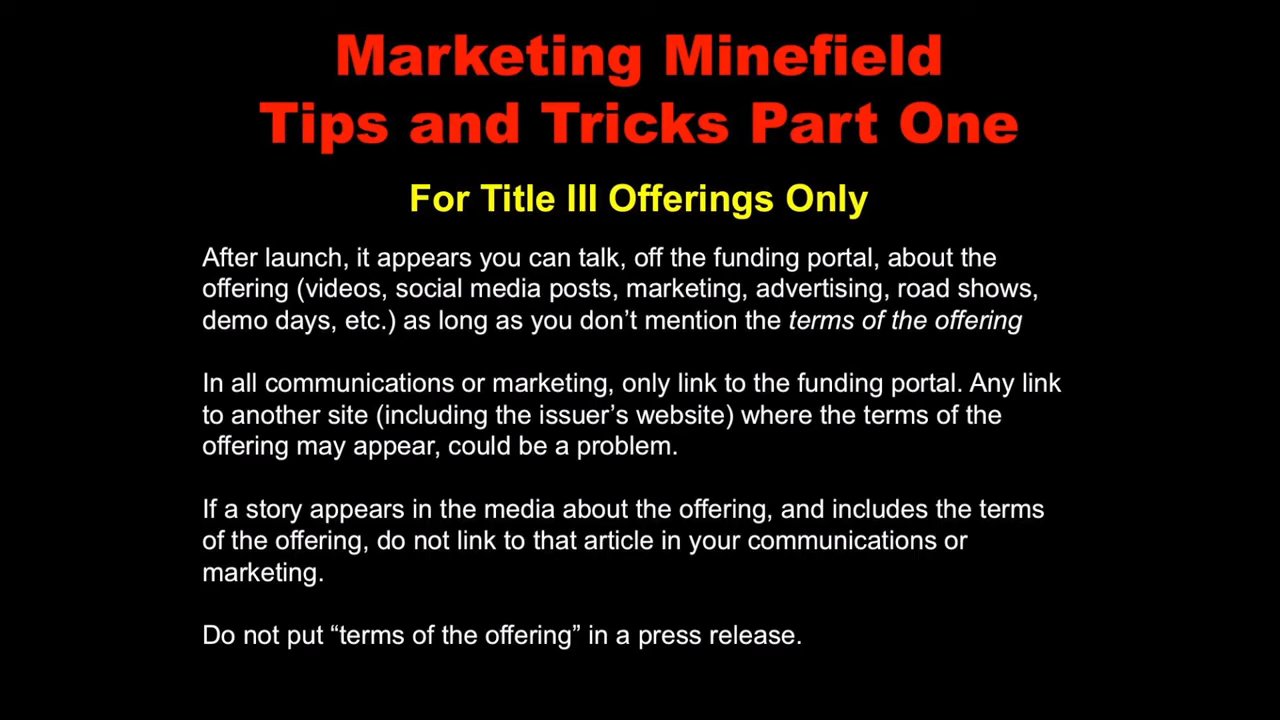 Marketing Minefield
Tips and Tricks Part One
For Title III Offerings Only
After launch, it appears you can talk, off the funding portal, about the
offering (videos, social media posts, marketing, advertising, road shows,
demo days, etc.) as long as you don’t mention the terms of the offering
In all communications or marketing, only link to the funding portal. Any link
to another site (including the issuer’s website) where the terms of the
offering may appear, could be a problem.
If a story appears in the media about the offering, and includes the terms
of the offering, do not link to that article in your communications or
marketing.
Do not put “terms of the offering” in a press release.